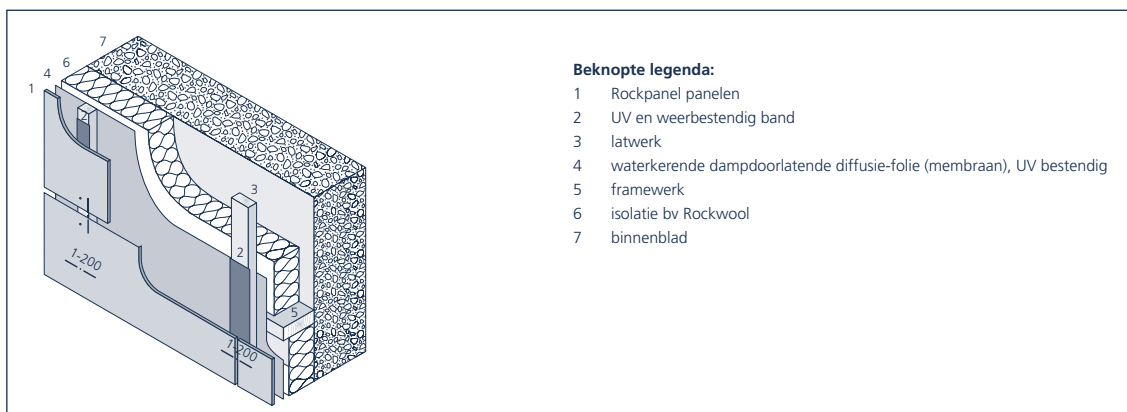 7
6
4
1
2
3
2
1-200
5
1-200
Beknopte legenda:
1 Rockpanel panelen
2 UV en weerbestendig band
3 latwerk
4 waterkerende dampdoorlatende diffusie-folie (membraan), UV bestendig
5 framewerk
6 isolatie bv Rockwool
7 binnenblad